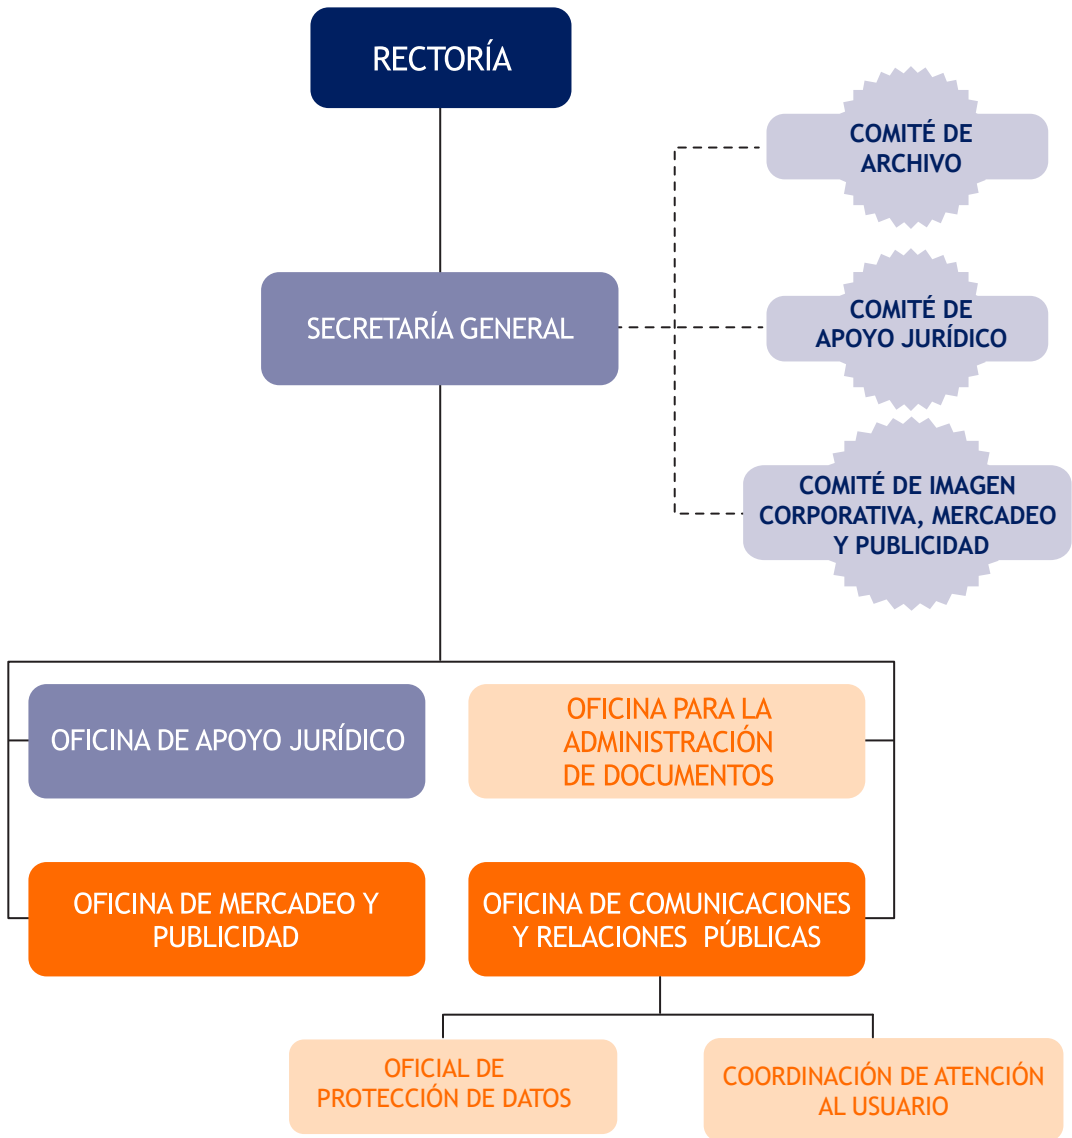 RECTORÍA
COMITÉ DE
ARCHIVO
SECRETARÍA GENERAL
COMITÉ DE
APOYO JURÍDICO
COMITÉ DE IMAGEN
CORPORATIVA, MERCADEO
Y PUBLICIDAD
OFICINA DE APOYO JURÍDICO
OFICINA PARA LA
ADMINISTRACIÓN
DE DOCUMENTOS
OFICINA DE MERCADEO Y
PUBLICIDAD
OFICINA DE COMUNICACIONES
Y RELACIONES PÚBLICAS
OFICIAL DE
PROTECCIÓN DE DATOS
COORDINACIÓN DE ATENCIÓN
AL USUARIO